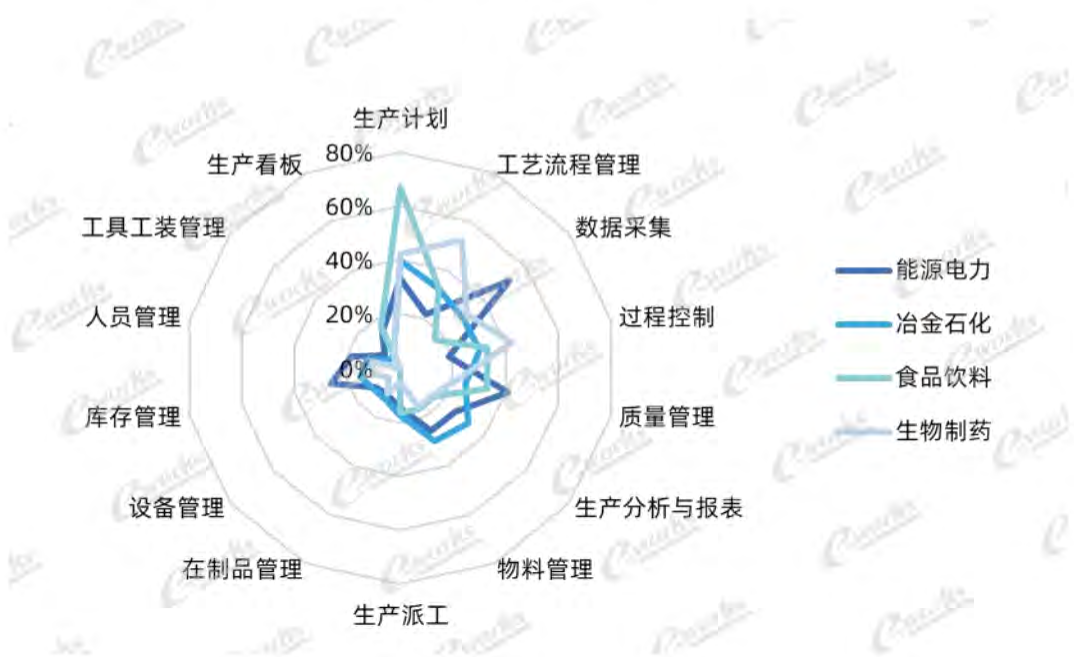 生产计划
80%
生产看板
工艺流程管理
工具工装管理
60%
数据采集
能源电力
40%
人员管理
20%
过程控制
冶金石化
0%
食品饮料
库存管理
质量管理
生物制药
设备管理
生产分析与报表
在制品管理
物料管理
生产派工
e-works